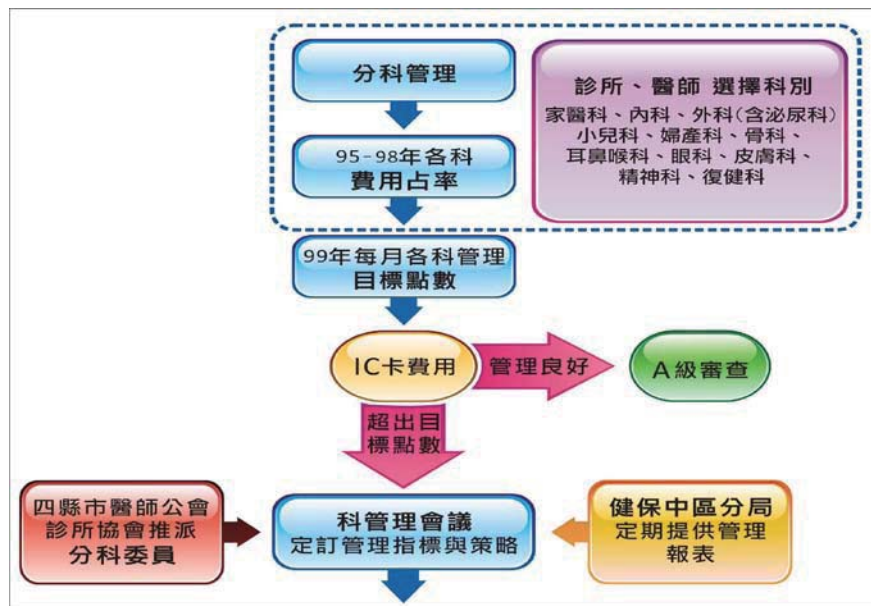 分科管理
95-98年各科
費用占率
診所、醫師 選擇科別
家醫科、內科、外科(含泌尿科)
小兒科、婦產科、骨科、
耳鼻喉科、眼科、皮膚科、
精神科、復健科
99年每月各科管理
目標點數
IC卡費用
管理良好
A級審查
超出目
標點數
四縣市醫師公會
診所協會推派
分科委員
科管理會議
定訂管理指標與策略
健保中區分局
定期提供管理
報表